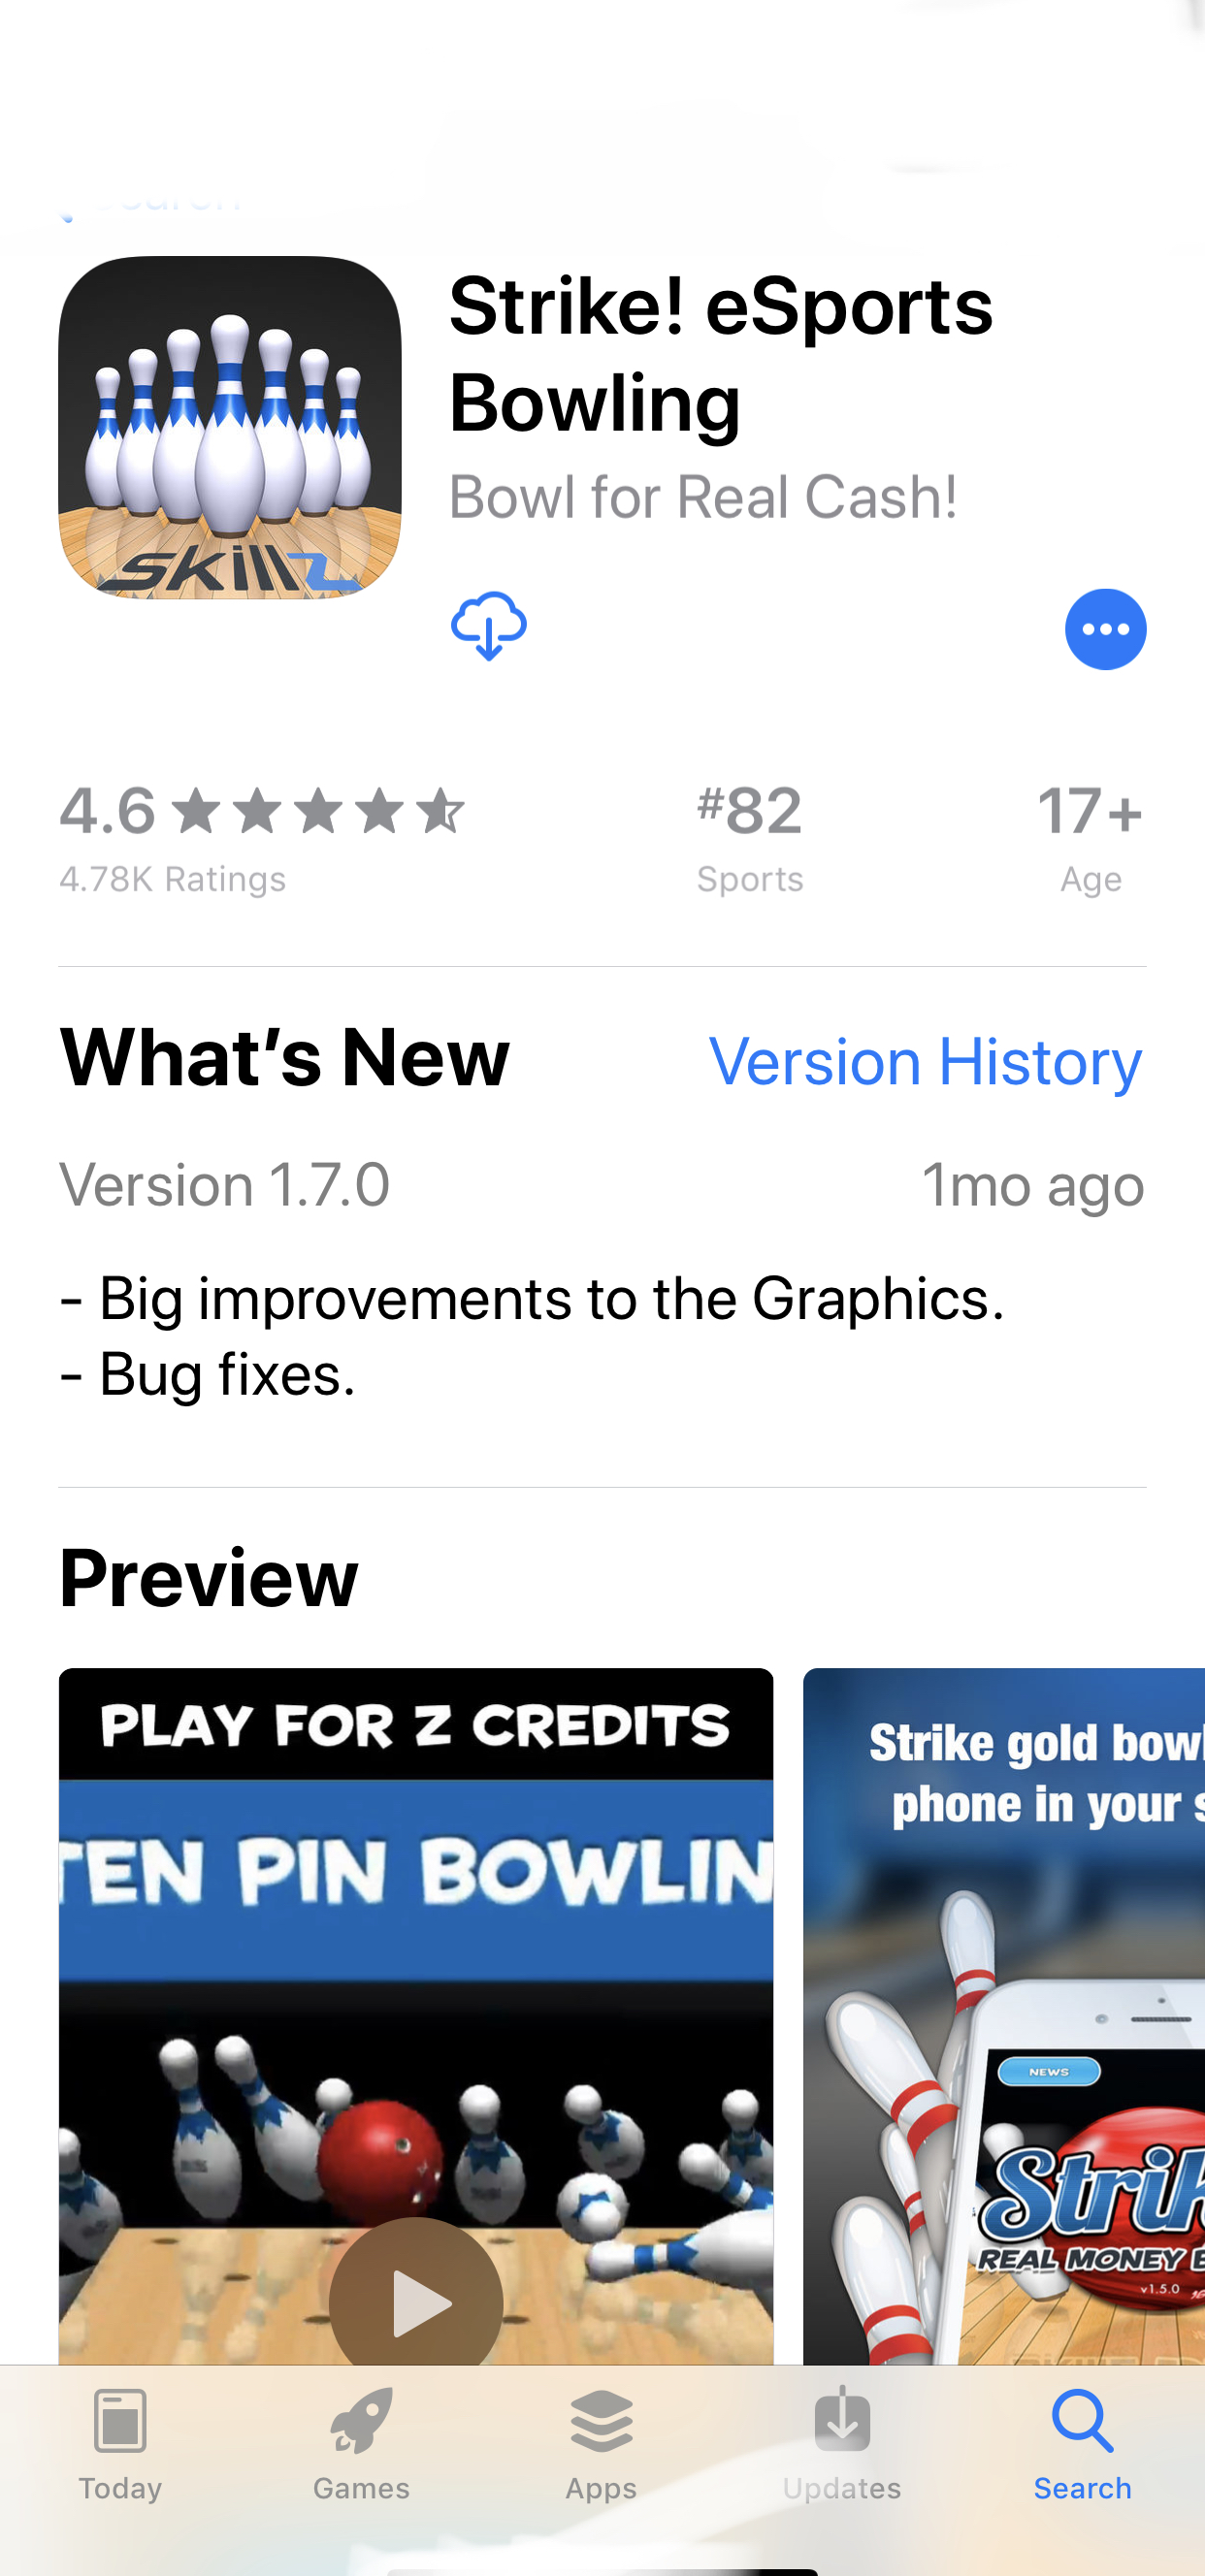 Strike! eSports
Bowling
Bowl for Real Cash!
skillz
4.6
4.78K Ratings
#82
Sports
17+
Age
What's New
Version History
Version 1.7.0
1mo ago
- Big improvements to the Graphics.
- Bug fixes.
Preview
PLAY FOR Z CREDITS
TEN PIN BOWLIN
Strike gold bowl
phone in your s
NEWS
Strik
REAL MONEY B
v1.5.0
Today
Games
Apps
Updates
Search